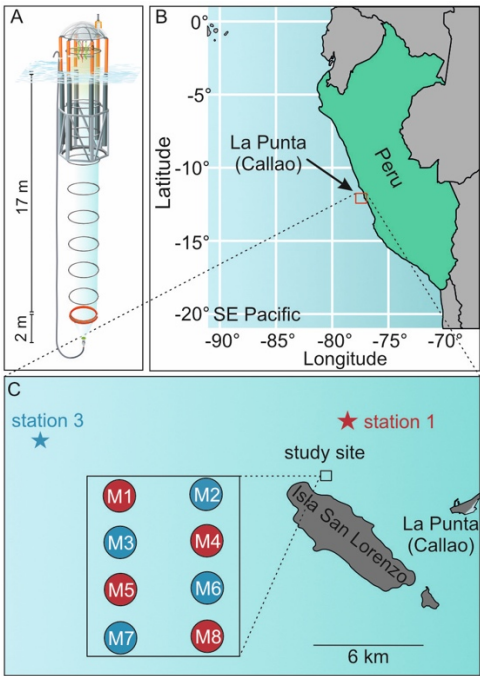 A
17 m
2 m
B
0°
-5°
-10°
-15°
-20°
Latitude
La Punta
(Callao)
Peru
SE Pacific
-90° -85° -80° -75° -70°
Longitude
C
station 3
station 1
study site
M1 M2
M3 M4
M5 M6
M7 M8
Isla San Lorenzo
La Punta
(Callao)
6 km